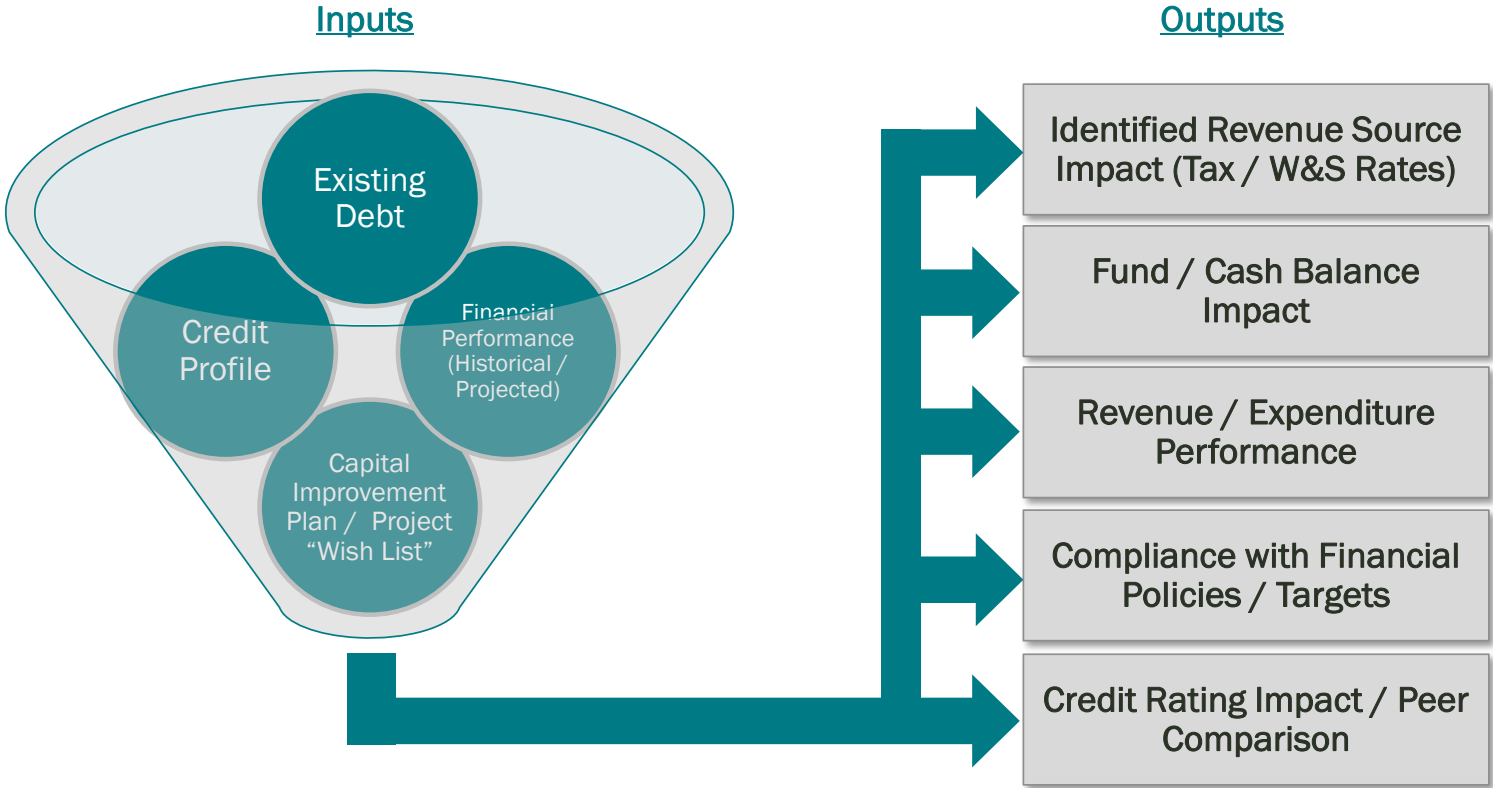 Inputs
Outputs
Existing
Debt
Credit
Profile
Financial
Performance
(Historical /
Projected)
Capital
Improvement
Plan / Project
“Wish List”
Identified Revenue Source
Impact (Tax / W&S Rates)
Fund / Cash Balance
Impact
Revenue / Expenditure
Performance
Compliance with Financial
Policies / Targets
Credit Rating Impact / Peer
Comparison